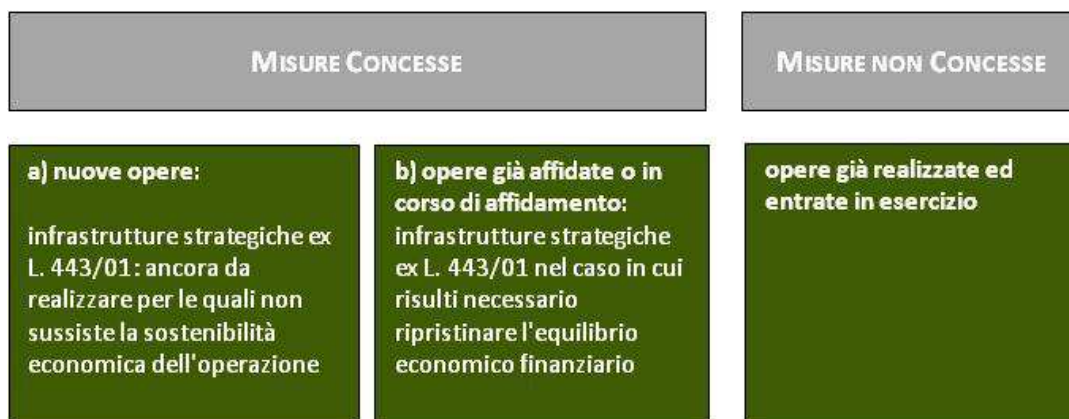 MISURE CONCESSE
MISURE NON CONCESSE
a) nuove opere:
infrastrutture strategiche ex
L. 443/01: ancora da
realizzare per le quali non
sussiste la sostenibilità
economica dell'operazione
b) opere già affidate o in
corso di affidamento:
infrastrutture strategiche
ex L. 443/01 nel caso in cui
risulti necessario
ripristinare l'equilibrio
economico finanziario
opere già realizzate ed
entrate in esercizio